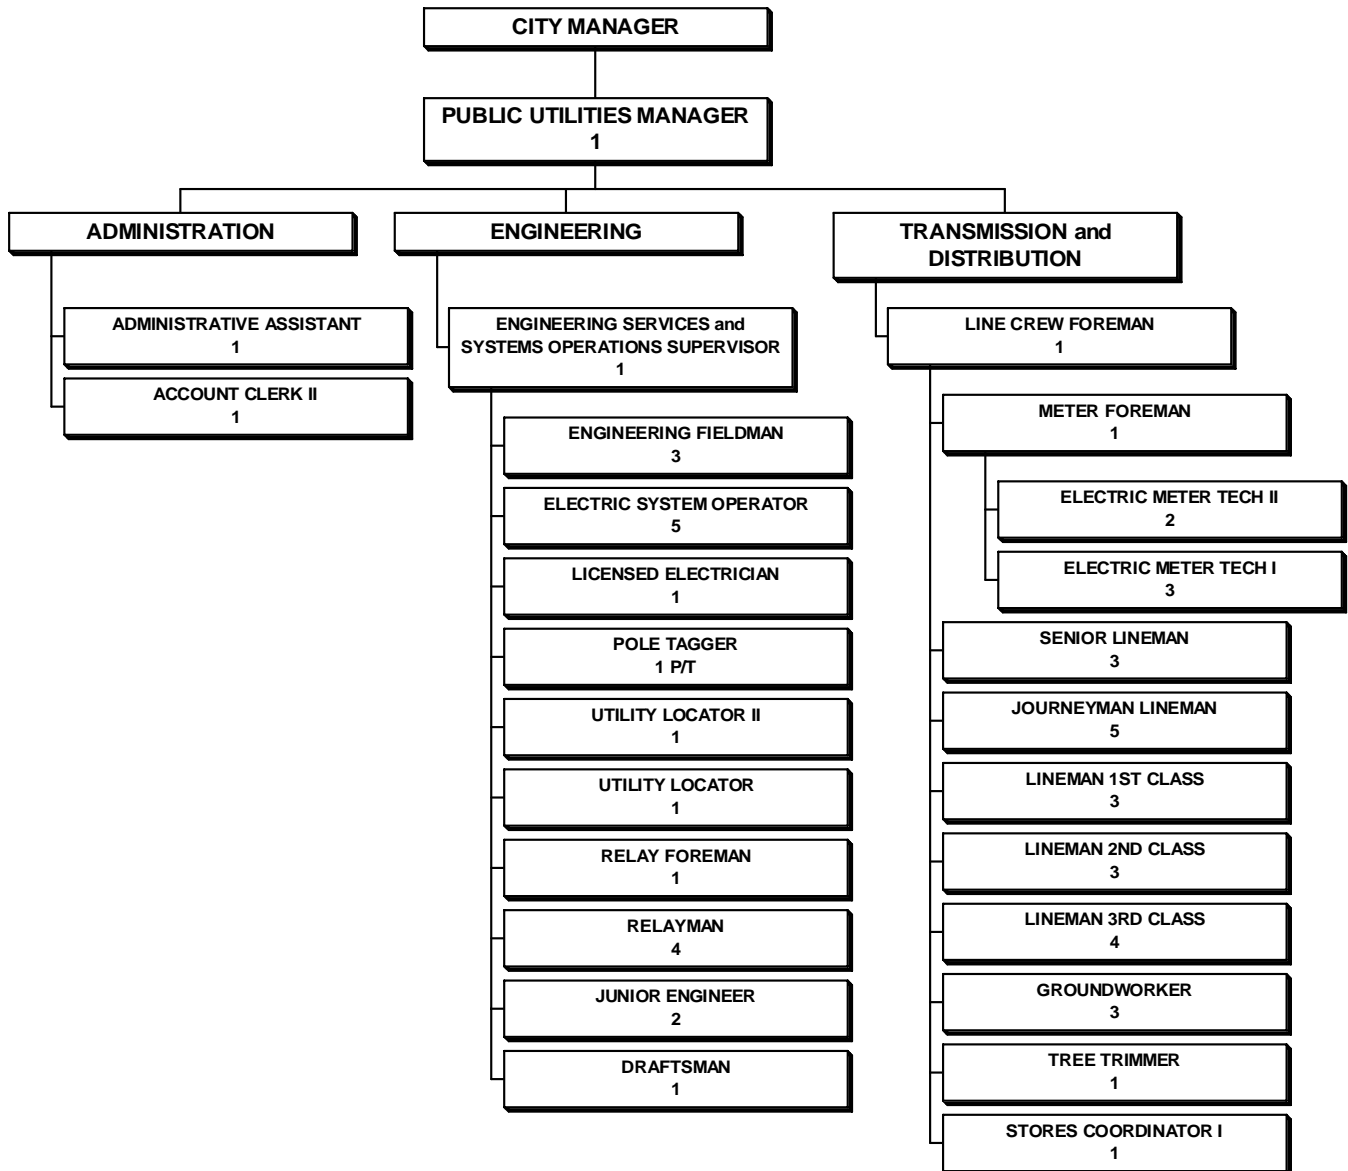 CITY MANAGER
PUBLIC UTILITIES MANAGER
1
ADMINISTRATION
ADMINISTRATIVE ASSISTANT
1
ACCOUNT CLERK II
1
ENGINEERING
ENGINEERING SERVICES and
SYSTEMS OPERATIONS SUPERVISOR
1
ENGINEERING FIELDMAN
3
ELECTRIC SYSTEM OPERATOR
5
LICENSED ELECTRICIAN
1
POLE TAGGER
1 P/T
UTILITY LOCATOR II
1
UTILITY LOCATOR
1
RELAY FOREMAN
1
RELAYMAN
4
JUNIOR ENGINEER
2
DRAFTSMAN
1
TRANSMISSION and
DISTRIBUTION
LINE CREW FOREMAN
1
METER FOREMAN
1
ELECTRIC METER TECH II
2
ELECTRIC METER TECH I
3
SENIOR LINEMAN
3
JOURNEYMAN LINEMAN
5
LINEMAN 1ST CLASS
3
LINEMAN 2ND CLASS
3
LINEMAN 3RD CLASS
4
GROUNDWORKER
3
TREE TRIMMER
1
STORES COORDINATOR I
1